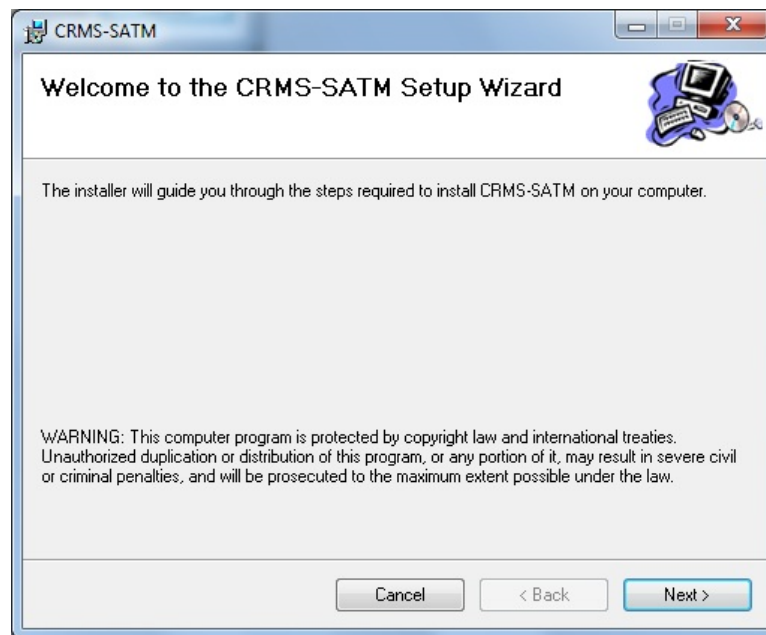 CRMS-SATM
Welcome to the CRMS-SATM Setup Wizard
The installer will guide you through the steps required to install CRMS-SATM on your computer.
WARNING: This computer program is protected by copyright law and international treaties.
Unauthorized duplication or distribution of this program, or any portion of it, may result in severe civil
or criminal penalties, and will be prosecuted to the maximum extent possible under the law.
Cancel
< Back
Next >